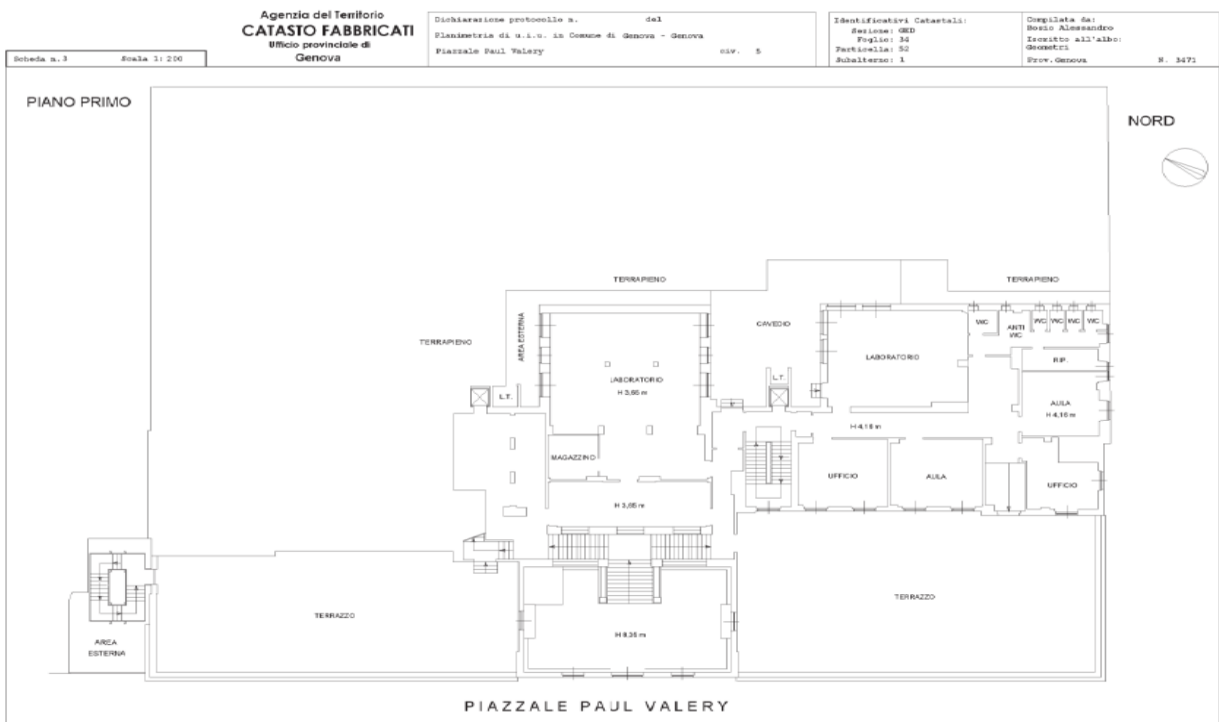 Agenzia del Territorio
CATASTO FABBRICATI
Ufficio provinciale di
Genova
Scheda n.3 Scala 1:200
Dichiarazione protocollo n. del
Planimetria di u.i.u. in Comune di Genova - Genova
Piazzale Paul Valery civ. 5
Identificativi Catastali:
Sezione: GED
Foglio: 34
Particella: 52
Subalterno: 1
Compilata da:
Bozio Alessandro
Iscritto all'albo:
Geometri
Prov. Genova N. 3471
PIANO PRIMO
NORD
TERRAPIENO
TERRAPIENO
TERRAPIENO
AREA ESTERNA
CAVEDIO
LABORATORIO
H 3,65 m
L.T.
L.T.
LABORATORIO
WC
ANTI
WC
WC
WC
WC
WC
RIP.
AULA
H 4,15 m
H 4,18 m
MAGAZZINO
UFFICIO
AULA
UFFICIO
H 3,65 m
TERRAZZO
TERRAZZO
H 8,35 m
AREA
ESTERNA
PIAZZALE PAUL VALERY